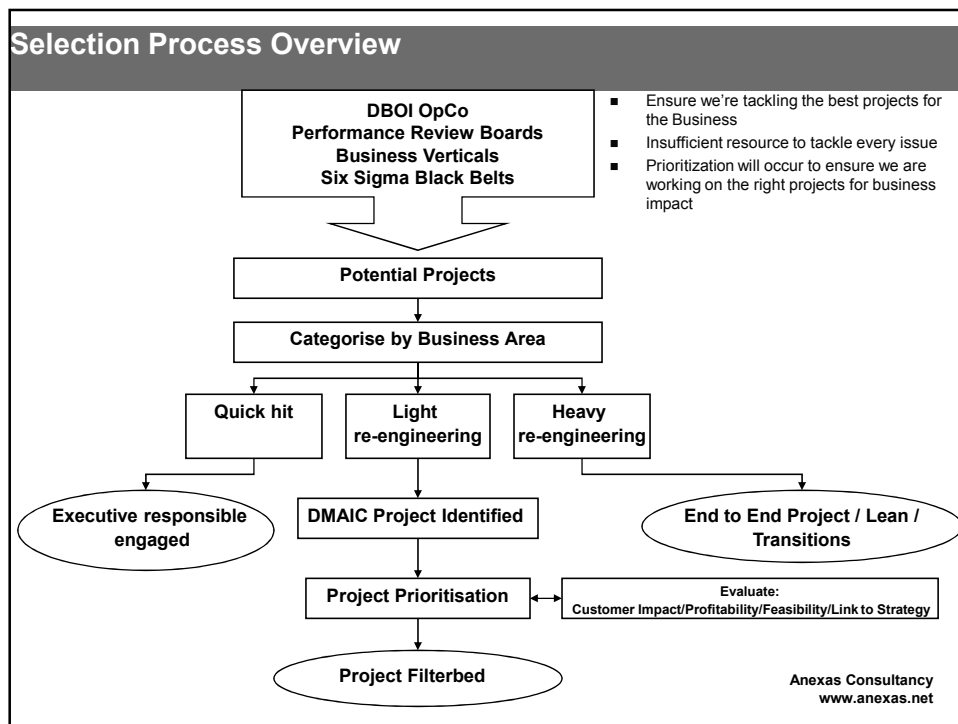 Selection Process Overview
DBOI OpCo
Performance Review Boards
Business Verticals
Six Sigma Black Belts
■ Ensure we're tackling the best projects for
the Business
■ Insufficient resource to tackle every issue
■ Prioritization will occur to ensure we are
working on the right projects for business
impact
Potential Projects
Categorise by Business Area
Quick hit
Light
re-engineering
Heavy
re-engineering
Executive responsible
engaged
DMAIC Project Identified
End to End Project / Lean /
Transitions
Project Prioritisation
Evaluate:
Customer Impact/Profitability/Feasibility/Link to Strategy
Project Filterbed
Anexas Consultancy
www.anexas.net